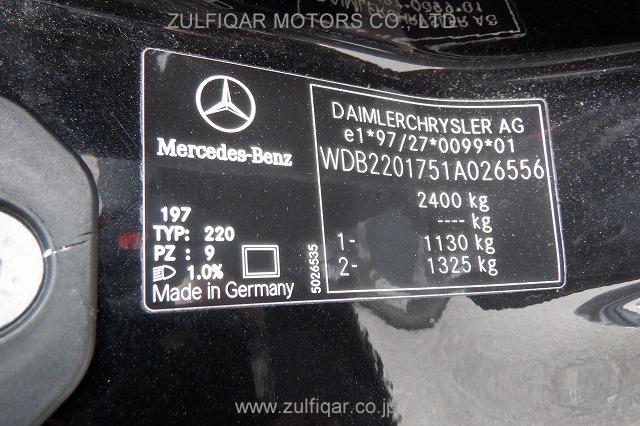 ZULFIQAR MOTORS CO LTD
Mercedes-Benz
197
TYP: 220
PZ : 9
1.0%
Made in Germany
5026535
DAIMLERCHRYSLER AG
e1*97/27*0099*01
WDB2201751A026556
2400 kg
---- kg
1- 1130 kg
2- 1325 kg
www.zulfiqar.co.jp